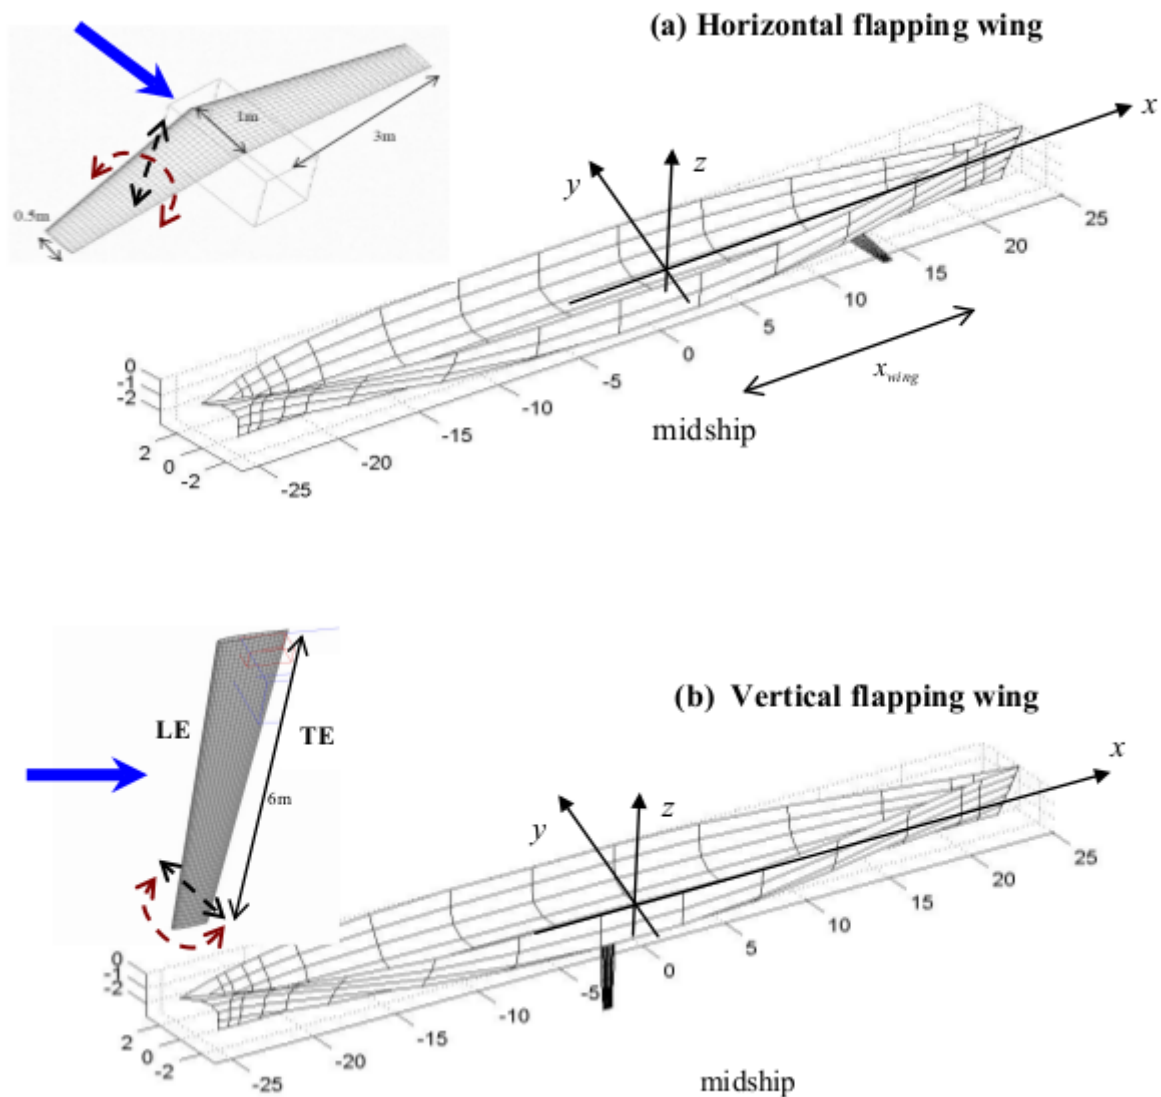 (a) Horizontal flapping wing
1m
3m
0.5m
x
y
z
25
20
15
10
5
0
-5
-10
-15
-20
-25
0
-1
-2
2
0
-2
x_wing
midship
(b) Vertical flapping wing
LE
TE
6m
x
y
z
25
20
15
10
5
0
-5
-10
-15
-20
-25
0
-1
-2
2
0
-2
midship